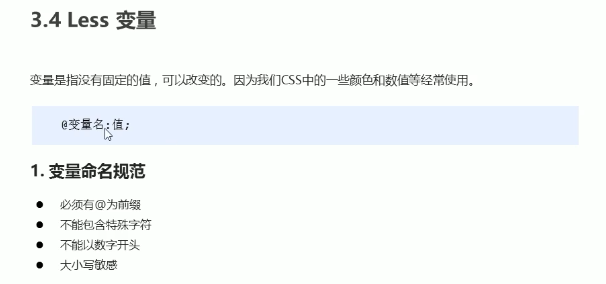 3.4 Less 变量
变量是指没有固定的值，可以改变的。因为我们CSS中的一些颜色和数值等经常使用。
@变量名:值;
1. 变量命名规范
● 必须有@为前缀
● 不能包含特殊字符
● 不能以数字开头
● 大小写敏感